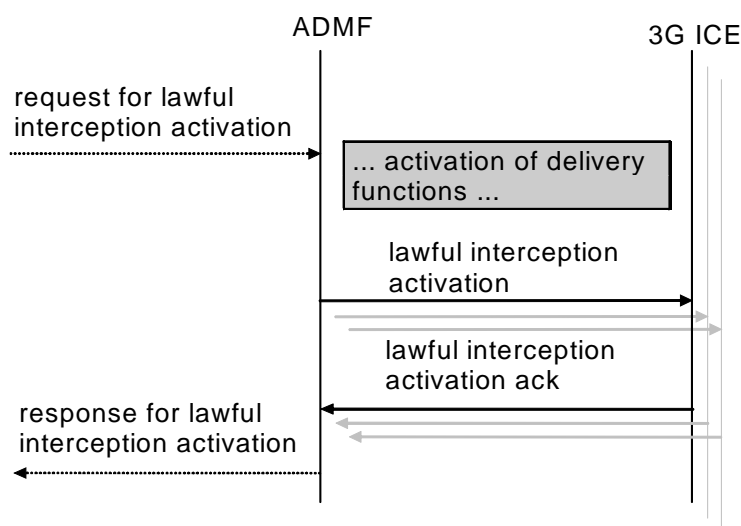 ADMF
3G ICE
request for lawful
interception activation
... activation of delivery
functions ...
lawful interception
activation
lawful interception
activation ack
response for lawful
interception activation